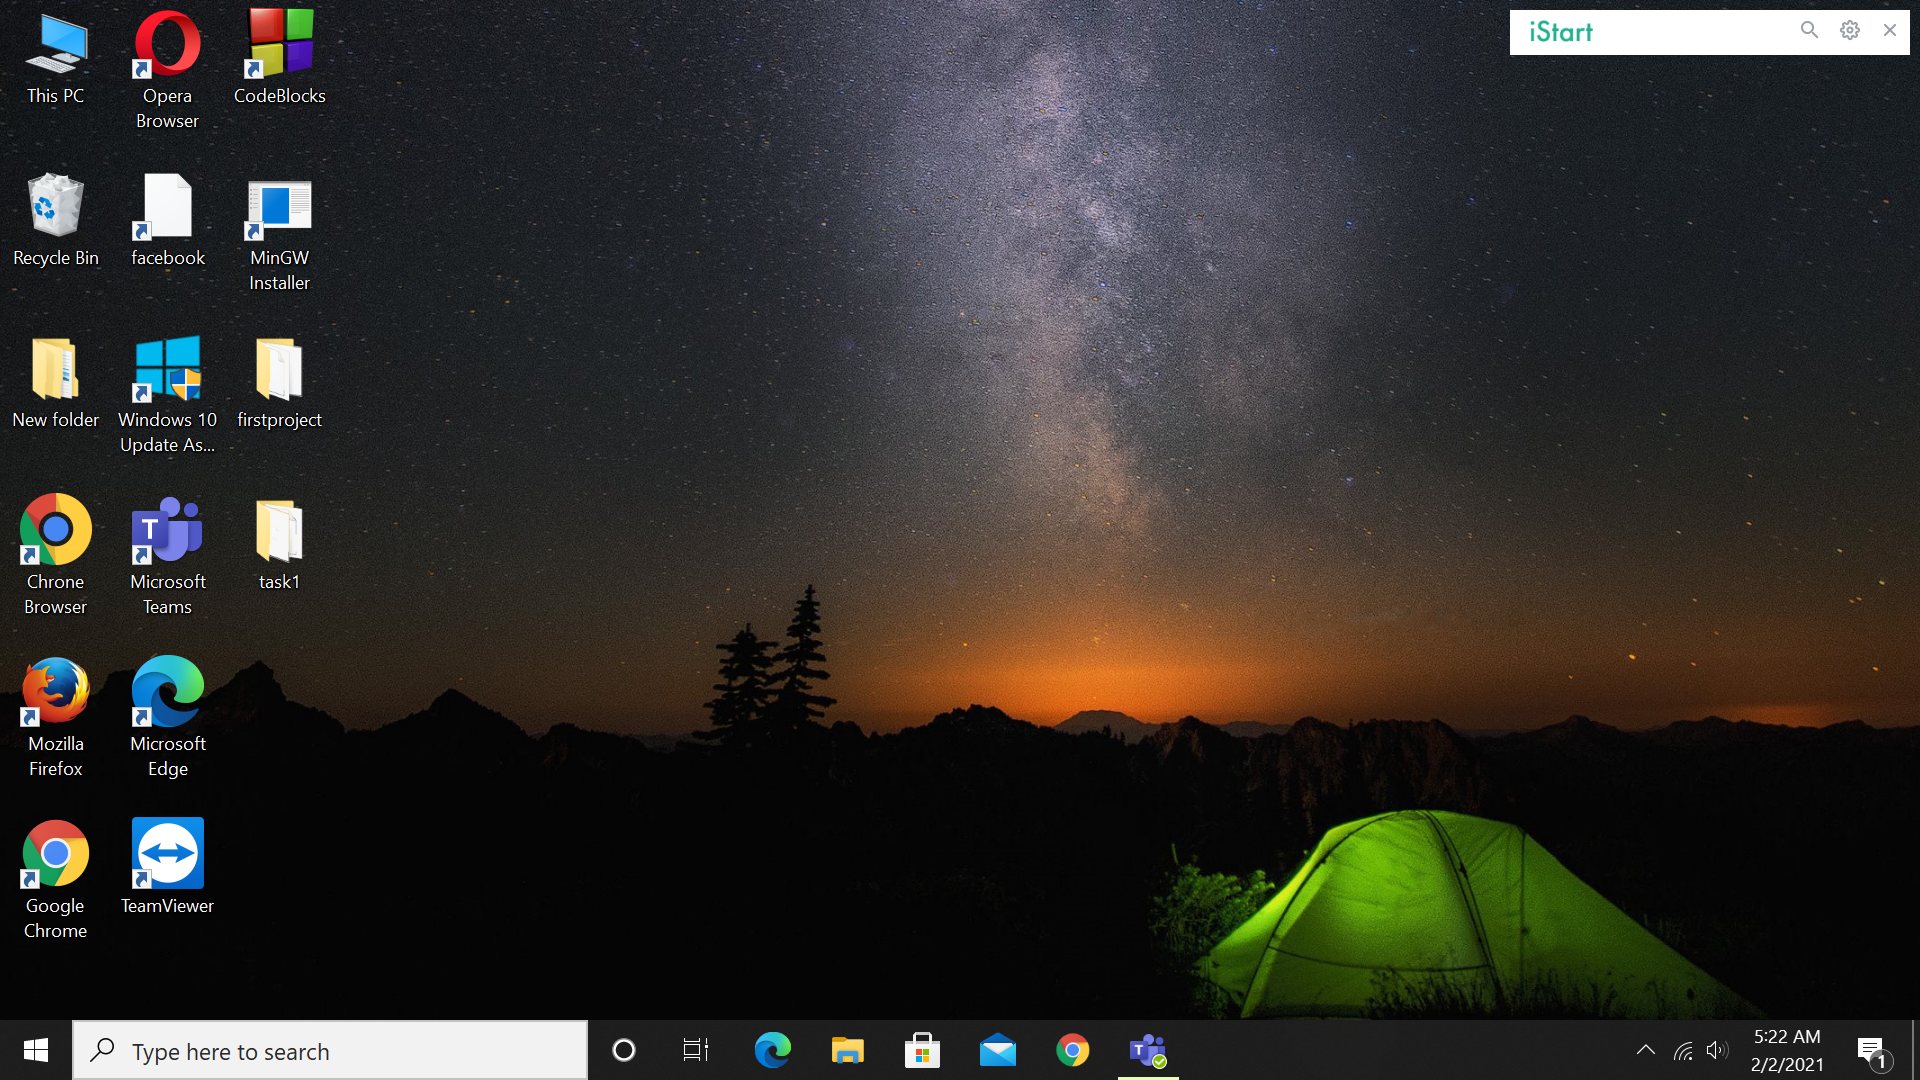 This PC
Opera
Browser
CodeBlocks
iStart
Recycle Bin
facebook
MinGW
Installer
New folder
Windows 10
Update As...
firstproject
Chrone
Browser
T
Microsoft
Teams
task1
Mozilla
Firefox
Microsoft
Edge
Google
Chrome
TeamViewer
Type here to search
T
5:22 AM
2/2/2021
1